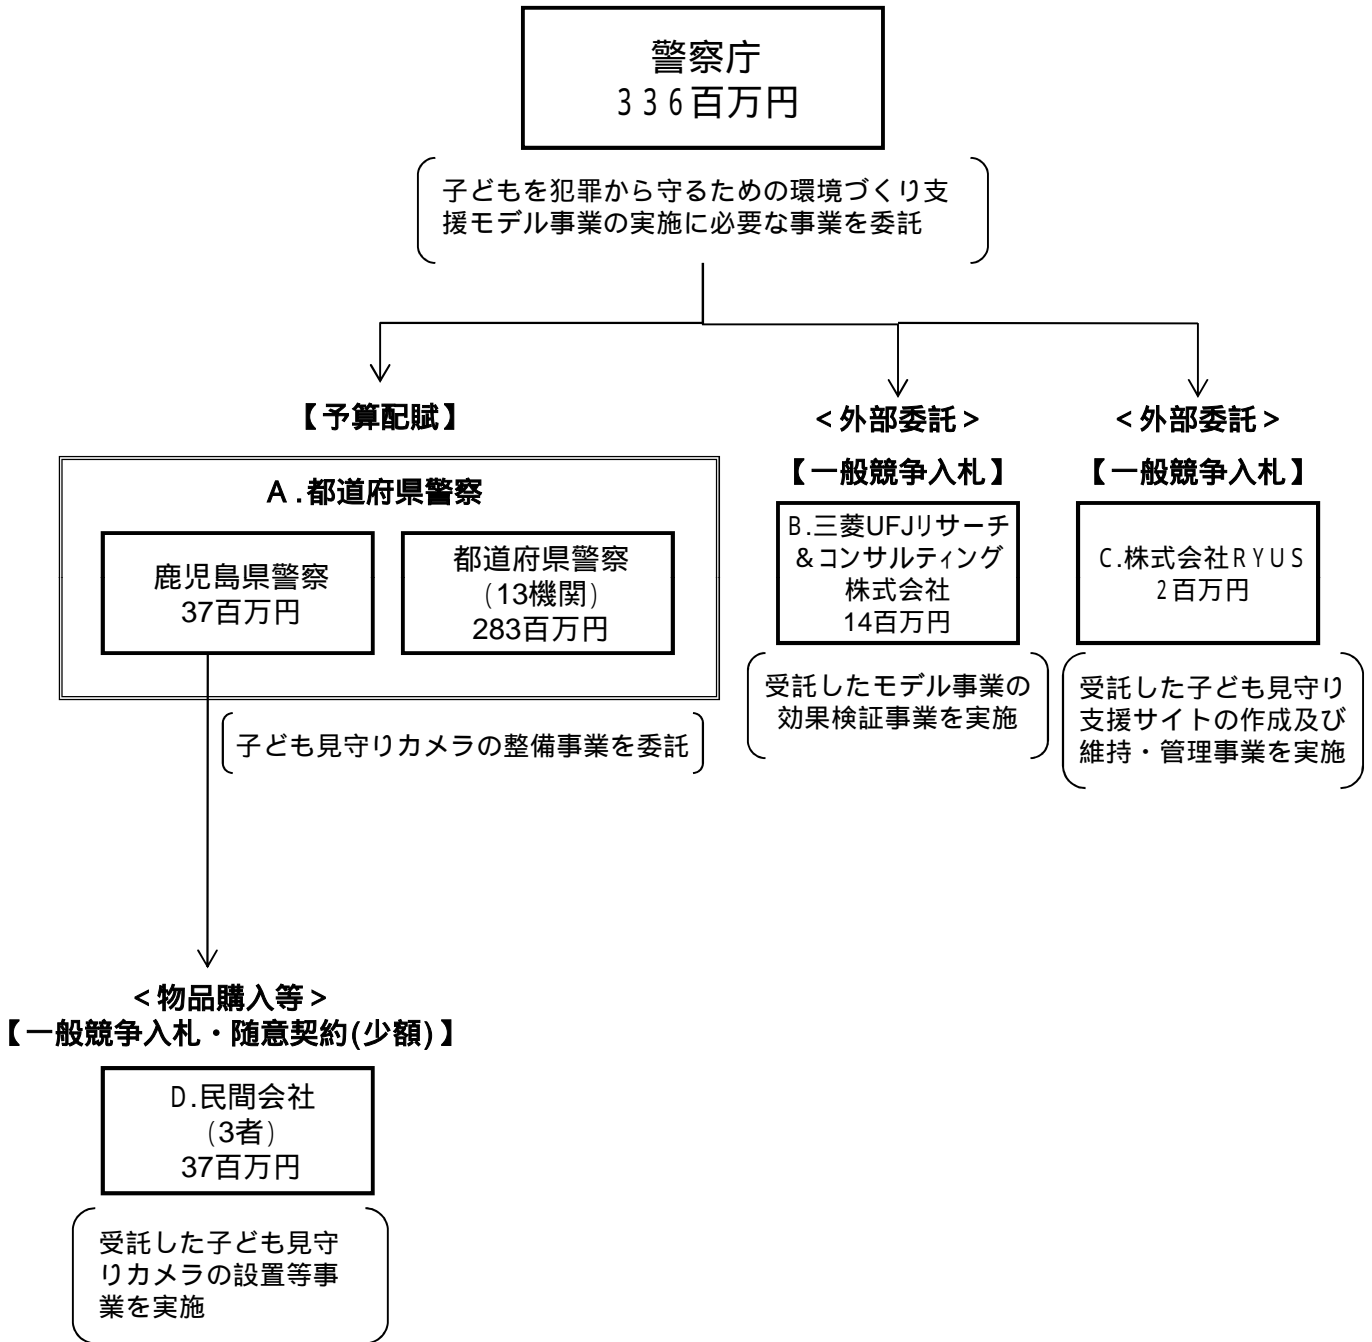 警察庁
336百万円
子どもを犯罪から守るための環境づくり支
援モデル事業の実施に必要な事業を委託
【予算配賦】
A.都道府県警察
鹿児島県警察
37百万円
都道府県警察
(13機関)
283百万円
子ども見守りカメラの整備事業を委託
<外部委託>
【一般競争入札】
B.三菱UFJリサーチ
&コンサルティング
株式会社
14百万円
受託したモデル事業の
効果検証事業を実施
<外部委託>
【一般競争入札】
C.株式会社RYUS
2百万円
受託した子ども見守り
支援サイトの作成及び
維持・管理事業を実施
<物品購入等>
【一般競争入札・随意契約(少額)】
D.民間会社
(3者)
37百万円
受託した子ども見守
りカメラの設置等事
業を実施